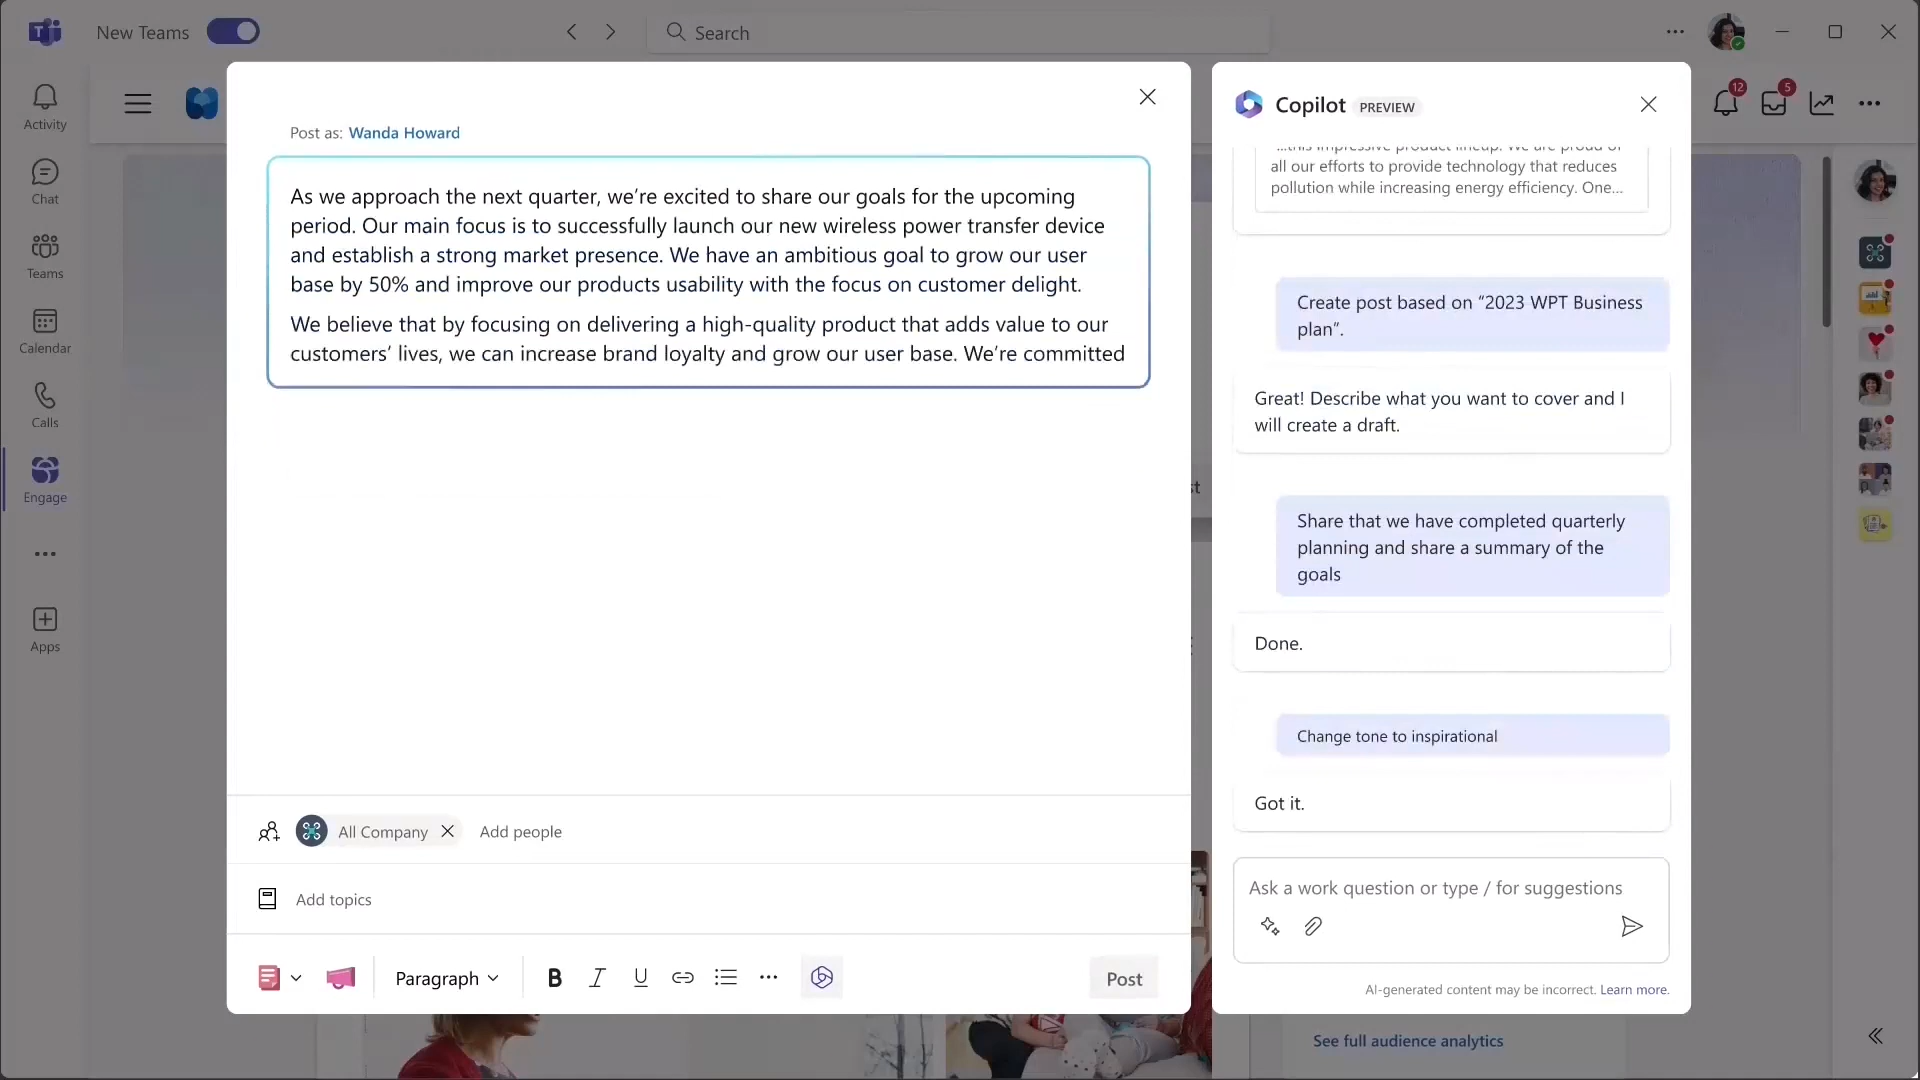 New Teams
Search
Activity
Chat
Teams
Calendar
Calls
Engage
Apps
12
5
Post as: Wanda Howard
As we approach the next quarter, we’re excited to share our goals for the upcoming
period. Our main focus is to successfully launch our new wireless power transfer device
and establish a strong market presence. We have an ambitious goal to grow our user
base by 50% and improve our products usability with the focus on customer delight.
We believe that by focusing on delivering a high-quality product that adds value to our
customers’ lives, we can increase brand loyalty and grow our user base. We’re committed
All Company
Add people
Add topics
Paragraph
B
I
U
Post
Copilot PREVIEW
...this impressive product lineup. We are proud of
all our efforts to provide technology that reduces
pollution while increasing energy efficiency. One...
Create post based on “2023 WPT Business
plan”.
Great! Describe what you want to cover and I
will create a draft.
Share that we have completed quarterly
planning and share a summary of the
goals
Done.
Change tone to inspirational
Got it.
Ask a work question or type / for suggestions
AI-generated content may be incorrect. Learn more.
See full audience analytics